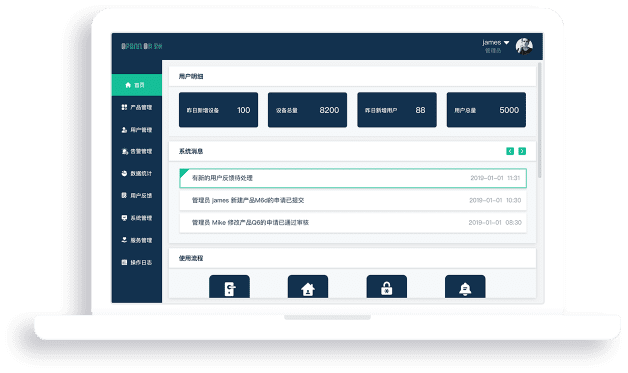 james
管理员
首页
产品管理
用户管理
告警管理
数据统计
用户反馈
系统管理
服务管理
操作日志
用户明细
昨日新增设备 100
设备总量 8200
昨日新增用户 88
用户总量 5000
系统消息
有新的用户反馈待处理 2019-01-01 11:31
管理员 james 新建产品M6d的申请已提交 2019-01-01 10:30
管理员 Mike 修改产品Q6的申请已通过审核 2019-01-01 08:30
使用流程